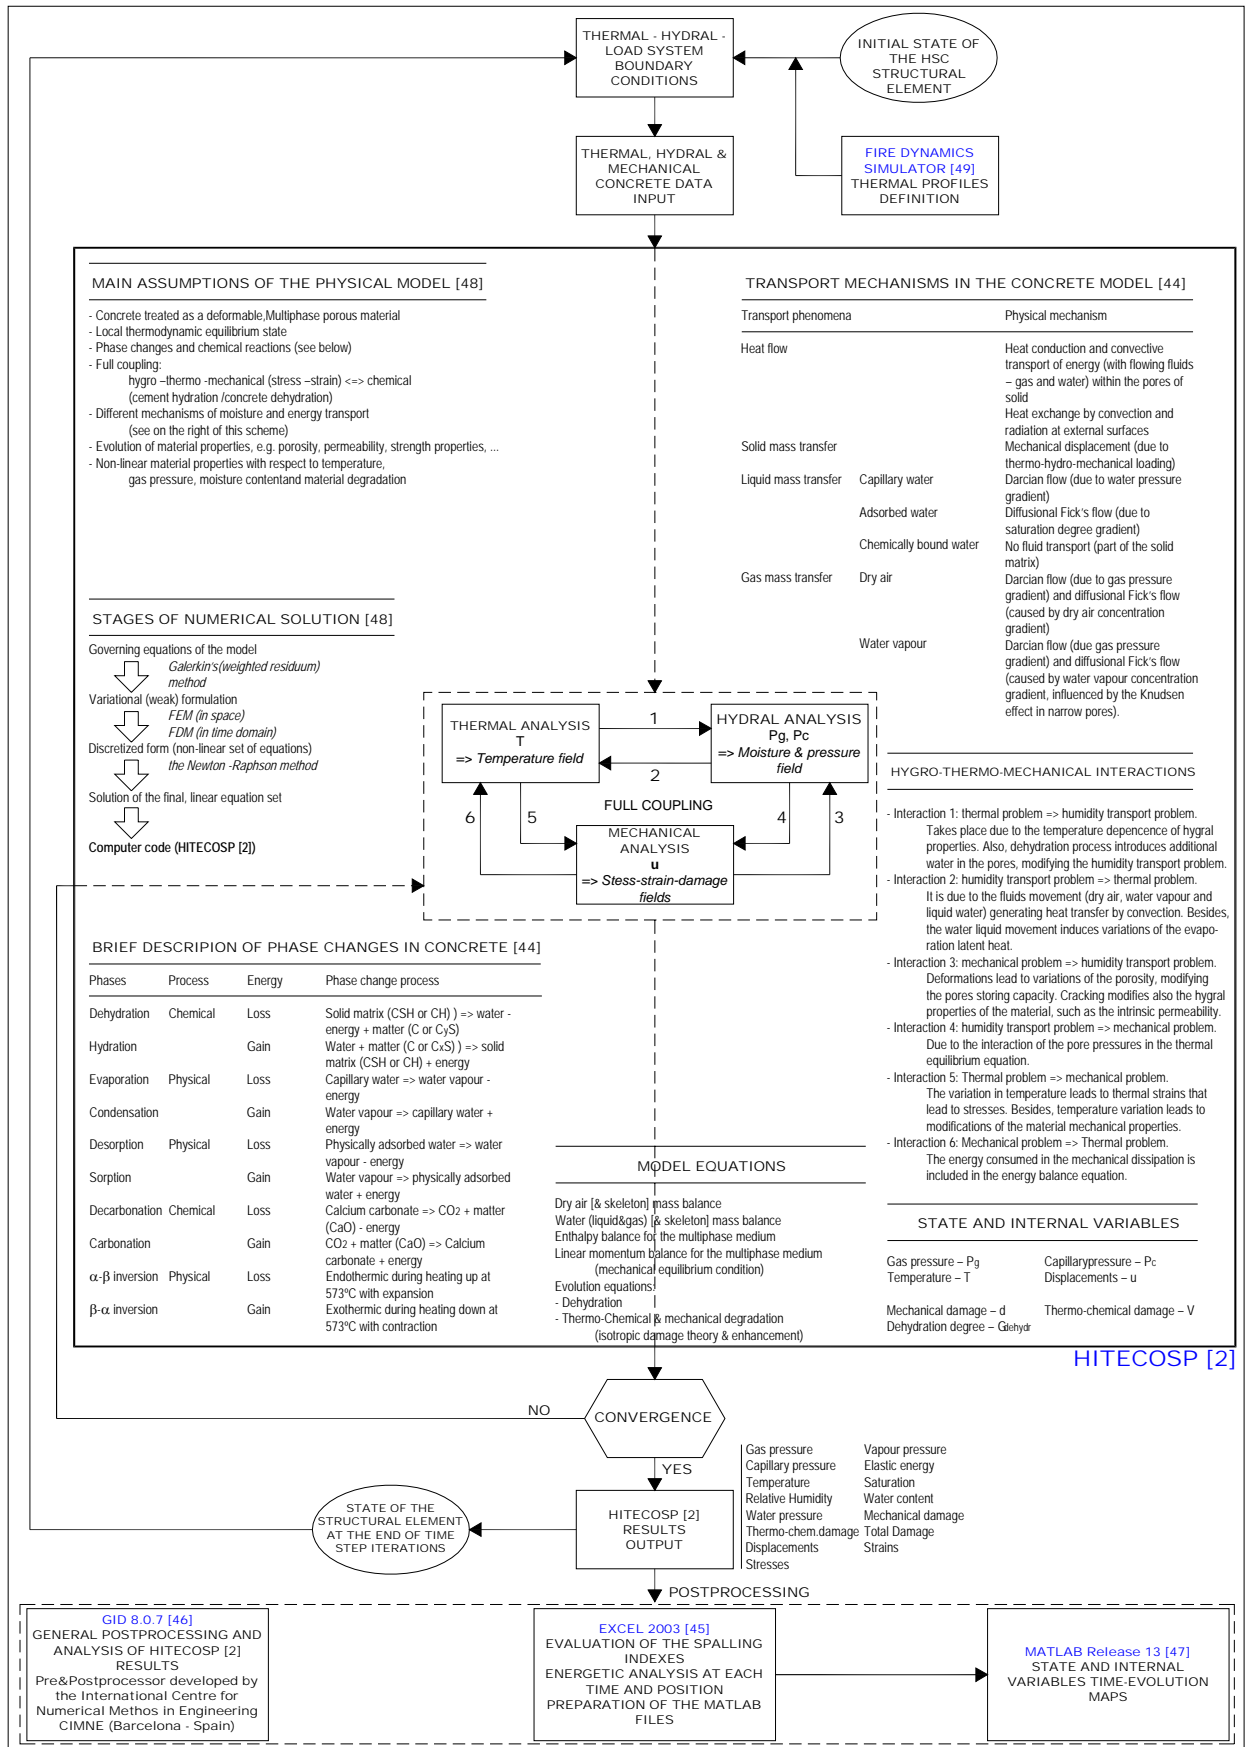 THERMAL - HYDRAL -
LOAD SYSTEM
BOUNDARY
CONDITIONS
INITIAL STATE OF
THE HSC
STRUCTURAL
ELEMENT
THERMAL, HYDRAL &
MECHANICAL
CONCRETE DATA
INPUT
FIRE DYNAMICS
SIMULATOR [49]
THERMAL PROFILES
DEFINITION
MAIN ASSUMPTIONS OF THE PHYSICAL MODEL [48]
- Concrete treated as a deformable,Multiphase porous material
- Local thermodynamic equilibrium state
- Phase changes and chemical reactions (see below)
- Full coupling:
hygro –thermo -mechanical (stress –strain) <=> chemical
(cement hydration /concrete dehydration)
- Different mechanisms of moisture and energy transport
(see on the right of this scheme)
- Evolution of material properties, e.g. porosity, permeability, strength properties, ...
- Non-linear material properties with respect to temperature,
gas pressure, moisture contentand material degradation
TRANSPORT MECHANISMS IN THE CONCRETE MODEL [44]
Transport phenomena Physical mechanism
Heat flow Heat conduction and convective
transport of energy (with flowing fluids
– gas and water) within the pores of
solid
Heat exchange by convection and
radiation at external surfaces
Solid mass transfer Mechanical displacement (due to
thermo-hydro-mechanical loading)
Liquid mass transfer Capillary water Darcian flow (due to water pressure
gradient)
Adsorbed water Diffusional Fick's flow (due to
saturation degree gradient)
Chemically bound water No fluid transport (part of the solid
matrix)
Gas mass transfer Dry air Darcian flow (due to gas pressure
gradient) and diffusional Fick's flow
(caused by dry air concentration
gradient)
Water vapour Darcian flow (due gas pressure
gradient) and diffusional Fick's flow
(caused by water vapour concentration
gradient, influenced by the Knudsen
effect in narrow pores).
STAGES OF NUMERICAL SOLUTION [48]
Governing equations of the model
Galerkin's(weighted residuum)
method
Variational (weak) formulation
FEM (in space)
FDM (in time domain)
Discretized form (non-linear set of equations)
the Newton -Raphson method
Solution of the final, linear equation set
Computer code (HITECOSP [2])
THERMAL ANALYSIS
T
=> Temperature field
1
2
HYDRAL ANALYSIS
Pg, Pc
=> Moisture & pressure
field
FULL COUPLING
6
5
4
3
MECHANICAL
ANALYSIS
u
=> Stess-strain-damage
fields
HYGRO-THERMO-MECHANICAL INTERACTIONS
- Interaction 1: thermal problem => humidity transport problem.
Takes place due to the temperature depencence of hygral
properties. Also, dehydration process introduces additional
water in the pores, modifying the humidity transport problem.
- Interaction 2: humidity transport problem => thermal problem.
It is due to the fluids movement (dry air, water vapour and
liquid water) generating heat transfer by convection. Besides,
the water liquid movement induces variations of the evapo-
ration latent heat.
- Interaction 3: mechanical problem => humidity transport problem.
Deformations lead to variations of the porosity, modifying
the pores storing capacity. Cracking modifies also the hygral
properties of the material, such as the intrinsic permeability.
- Interaction 4: humidity transport problem => mechanical problem.
Due to the interaction of the pore pressures in the thermal
equilibrium equation.
- Interaction 5: Thermal problem => mechanical problem.
The variation in temperature leads to thermal strains that
lead to stresses. Besides, temperature variation leads to
modifications of the material mechanical properties.
- Interaction 6: Mechanical problem => Thermal problem.
The energy consumed in the mechanical dissipation is
included in the energy balance equation.
BRIEF DESCRIPION OF PHASE CHANGES IN CONCRETE [44]
Phases Process Energy Phase change process
Dehydration Chemical Loss Solid matrix (CSH or CH) ) => water -
energy + matter (C or CyS)
Hydration Gain Water + matter (C or CxS) ) => solid
matrix (CSH or CH) + energy
Evaporation Physical Loss Capillary water => water vapour -
energy
Condensation Gain Water vapour => capillary water +
energy
Desorption Physical Loss Physically adsorbed water => water
vapour - energy
Sorption Gain Water vapour => physically adsorbed
water + energy
Decarbonation Chemical Loss Calcium carbonate => CO2 + matter
(CaO) - energy
Carbonation Gain CO2 + matter (CaO) => Calcium
carbonate + energy
α-β inversion Physical Loss Endothermic during heating up at
573ºC with expansion
β-α inversion Gain Exothermic during heating down at
573ºC with contraction
MODEL EQUATIONS
Dry air [& skeleton] mass balance
Water (liquid&gas) [& skeleton] mass balance
Enthalpy balance for the multiphase medium
Linear momentum balance for the multiphase medium
(mechanical equilibrium condition)
Evolution equations:
- Dehydration
- Thermo-Chemical & mechanical degradation
(isotropic damage theory & enhancement)
STATE AND INTERNAL VARIABLES
Gas pressure – Pg Capillarypressure – Pc
Temperature – T Displacements – u
Mechanical damage – d Thermo-chemical damage – V
Dehydration degree – Gdehydr
HITECOSP [2]
CONVERGENCE
NO
YES
HITECOSP [2]
RESULTS
OUTPUT
Gas pressure Vapour pressure
Capillary pressure Elastic energy
Temperature Saturation
Relative Humidity Water content
Water pressure Mechanical damage
Thermo-chem.damage Total Damage
Displacements Strains
Stresses
STATE OF THE
STRUCTURAL ELEMENT
AT THE END OF TIME
STEP ITERATIONS
POSTPROCESSING
GID 8.0.7 [46]
GENERAL POSTPROCESSING AND
ANALYSIS OF HITECOSP [2]
RESULTS
Pre&Postprocessor developed by
the International Centre for
Numerical Methos in Engineering
CIMNE (Barcelona - Spain)
EXCEL 2003 [45]
EVALUATION OF THE SPALLING
INDEXES
ENERGETIC ANALYSIS AT EACH
TIME AND POSITION
PREPARATION OF THE MATLAB
FILES
MATLAB Release 13 [47]
STATE AND INTERNAL
VARIABLES TIME-EVOLUTION
MAPS